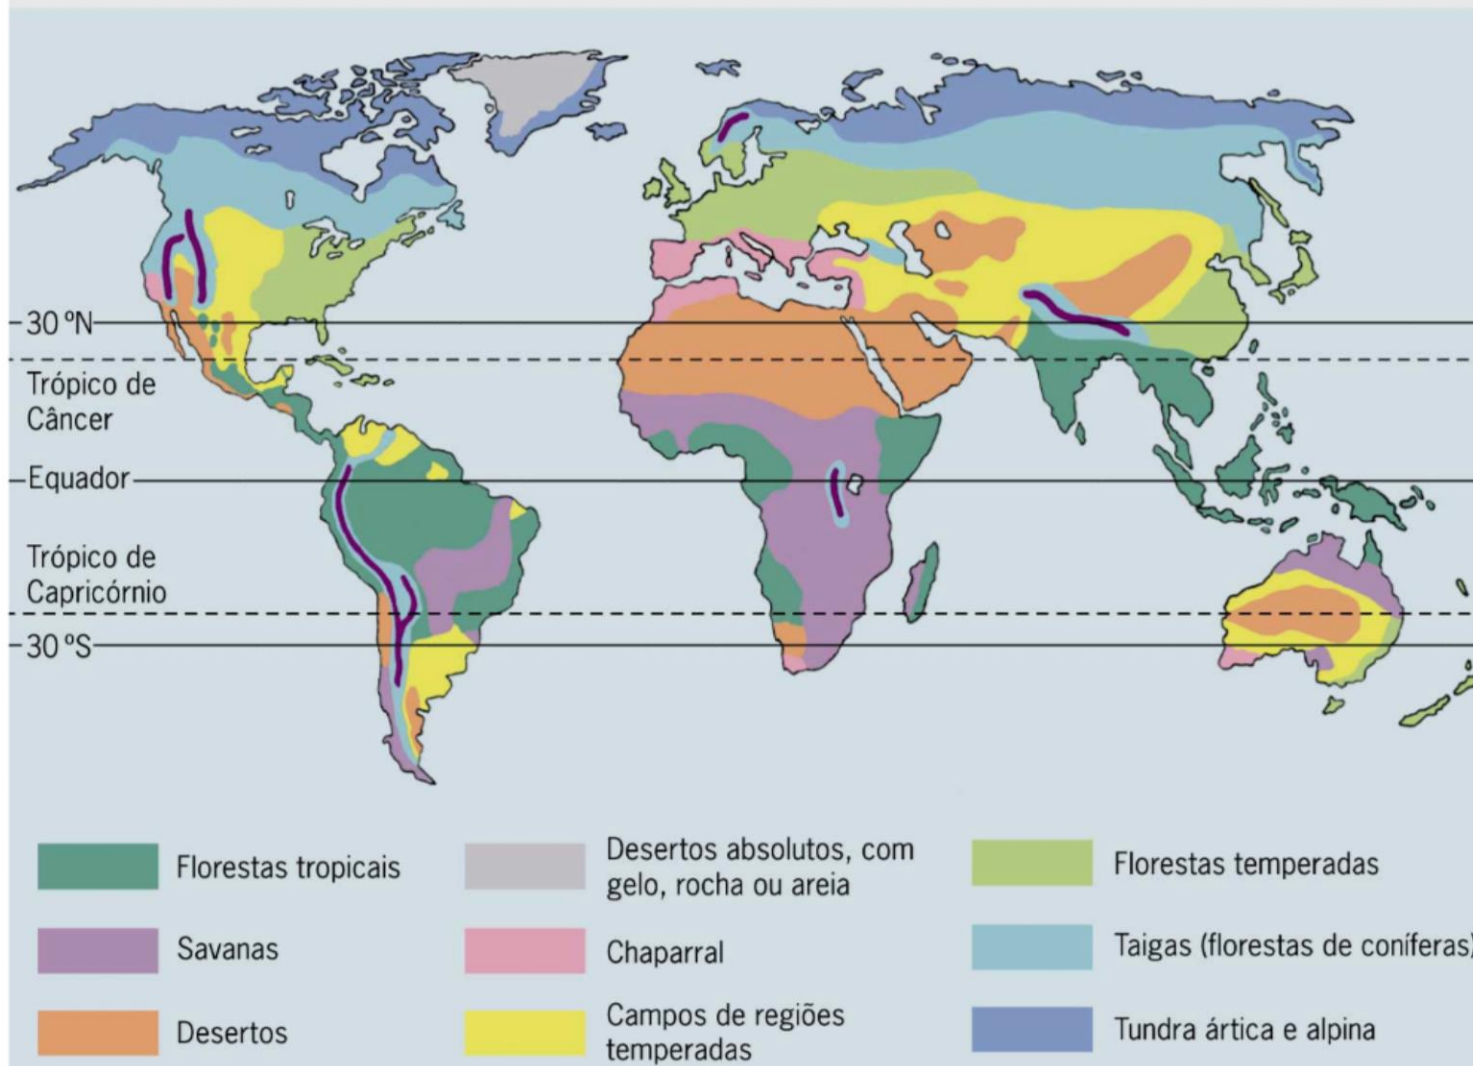 30 ºN
Trópico de
Câncer
Equador
Trópico de
Capricórnio
30 ºS
Florestas tropicais
Savanas
Desertos
Desertos absolutos, com
gelo, rocha ou areia
Chaparral
Campos de regiões
temperadas
Florestas temperadas
Taigas (florestas de coníferas)
Tundra ártica e alpina